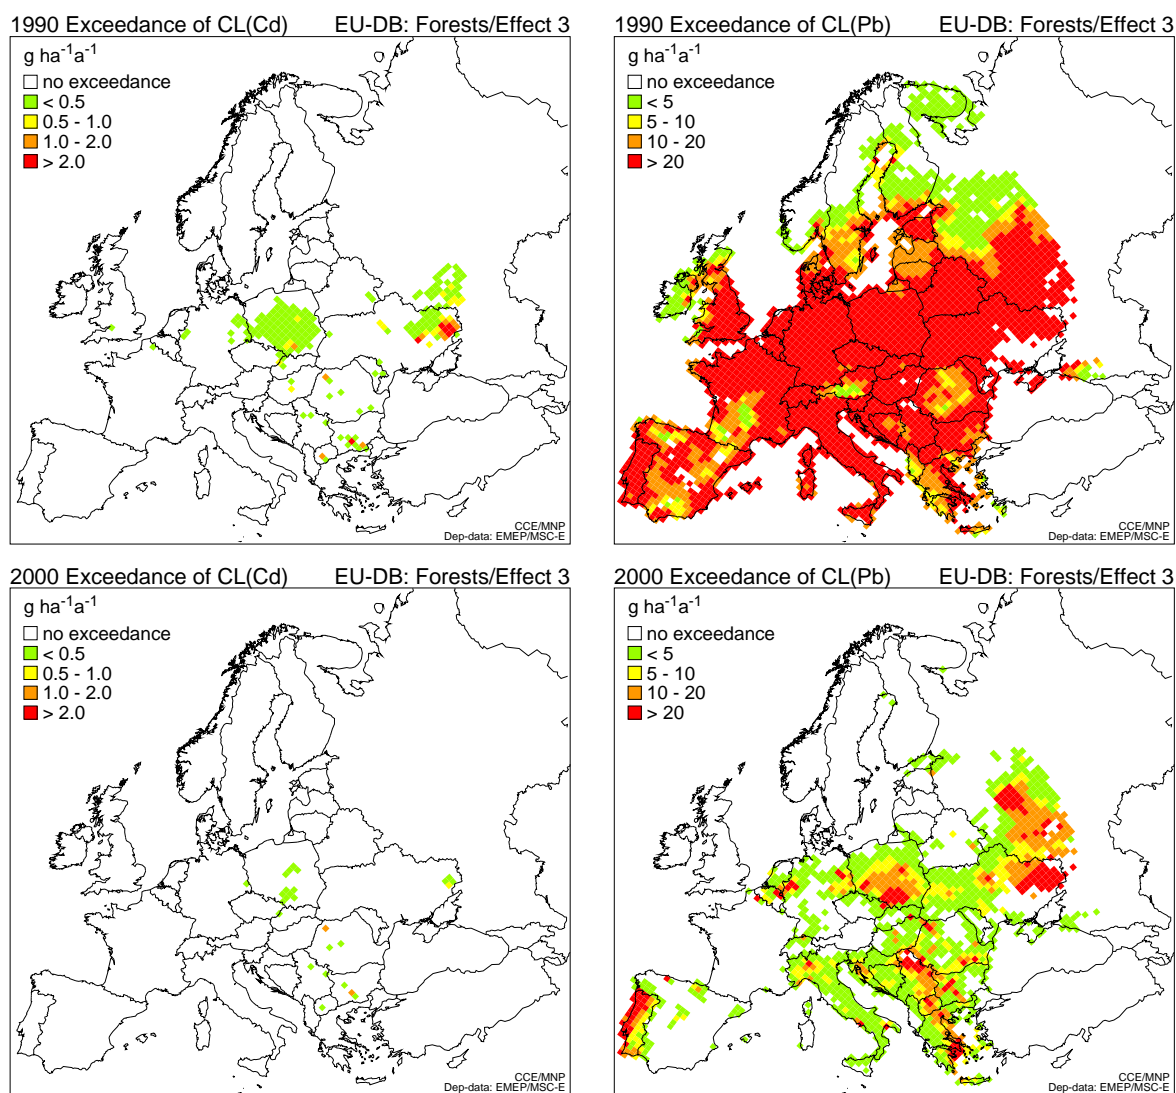 1990 Exceedance of CL(Cd) EU-DB: Forests/Effect 3
g ha⁻¹a⁻¹
no exceedance
< 0.5
0.5 - 1.0
1.0 - 2.0
> 2.0
CCE/MNP
Dep-data: EMEP/MSC-E
1990 Exceedance of CL(Pb) EU-DB: Forests/Effect 3
g ha⁻¹a⁻¹
no exceedance
< 5
5 - 10
10 - 20
> 20
CCE/MNP
Dep-data: EMEP/MSC-E
2000 Exceedance of CL(Cd) EU-DB: Forests/Effect 3
g ha⁻¹a⁻¹
no exceedance
< 0.5
0.5 - 1.0
1.0 - 2.0
> 2.0
CCE/MNP
Dep-data: EMEP/MSC-E
2000 Exceedance of CL(Pb) EU-DB: Forests/Effect 3
g ha⁻¹a⁻¹
no exceedance
< 5
5 - 10
10 - 20
> 20
CCE/MNP
Dep-data: EMEP/MSC-E